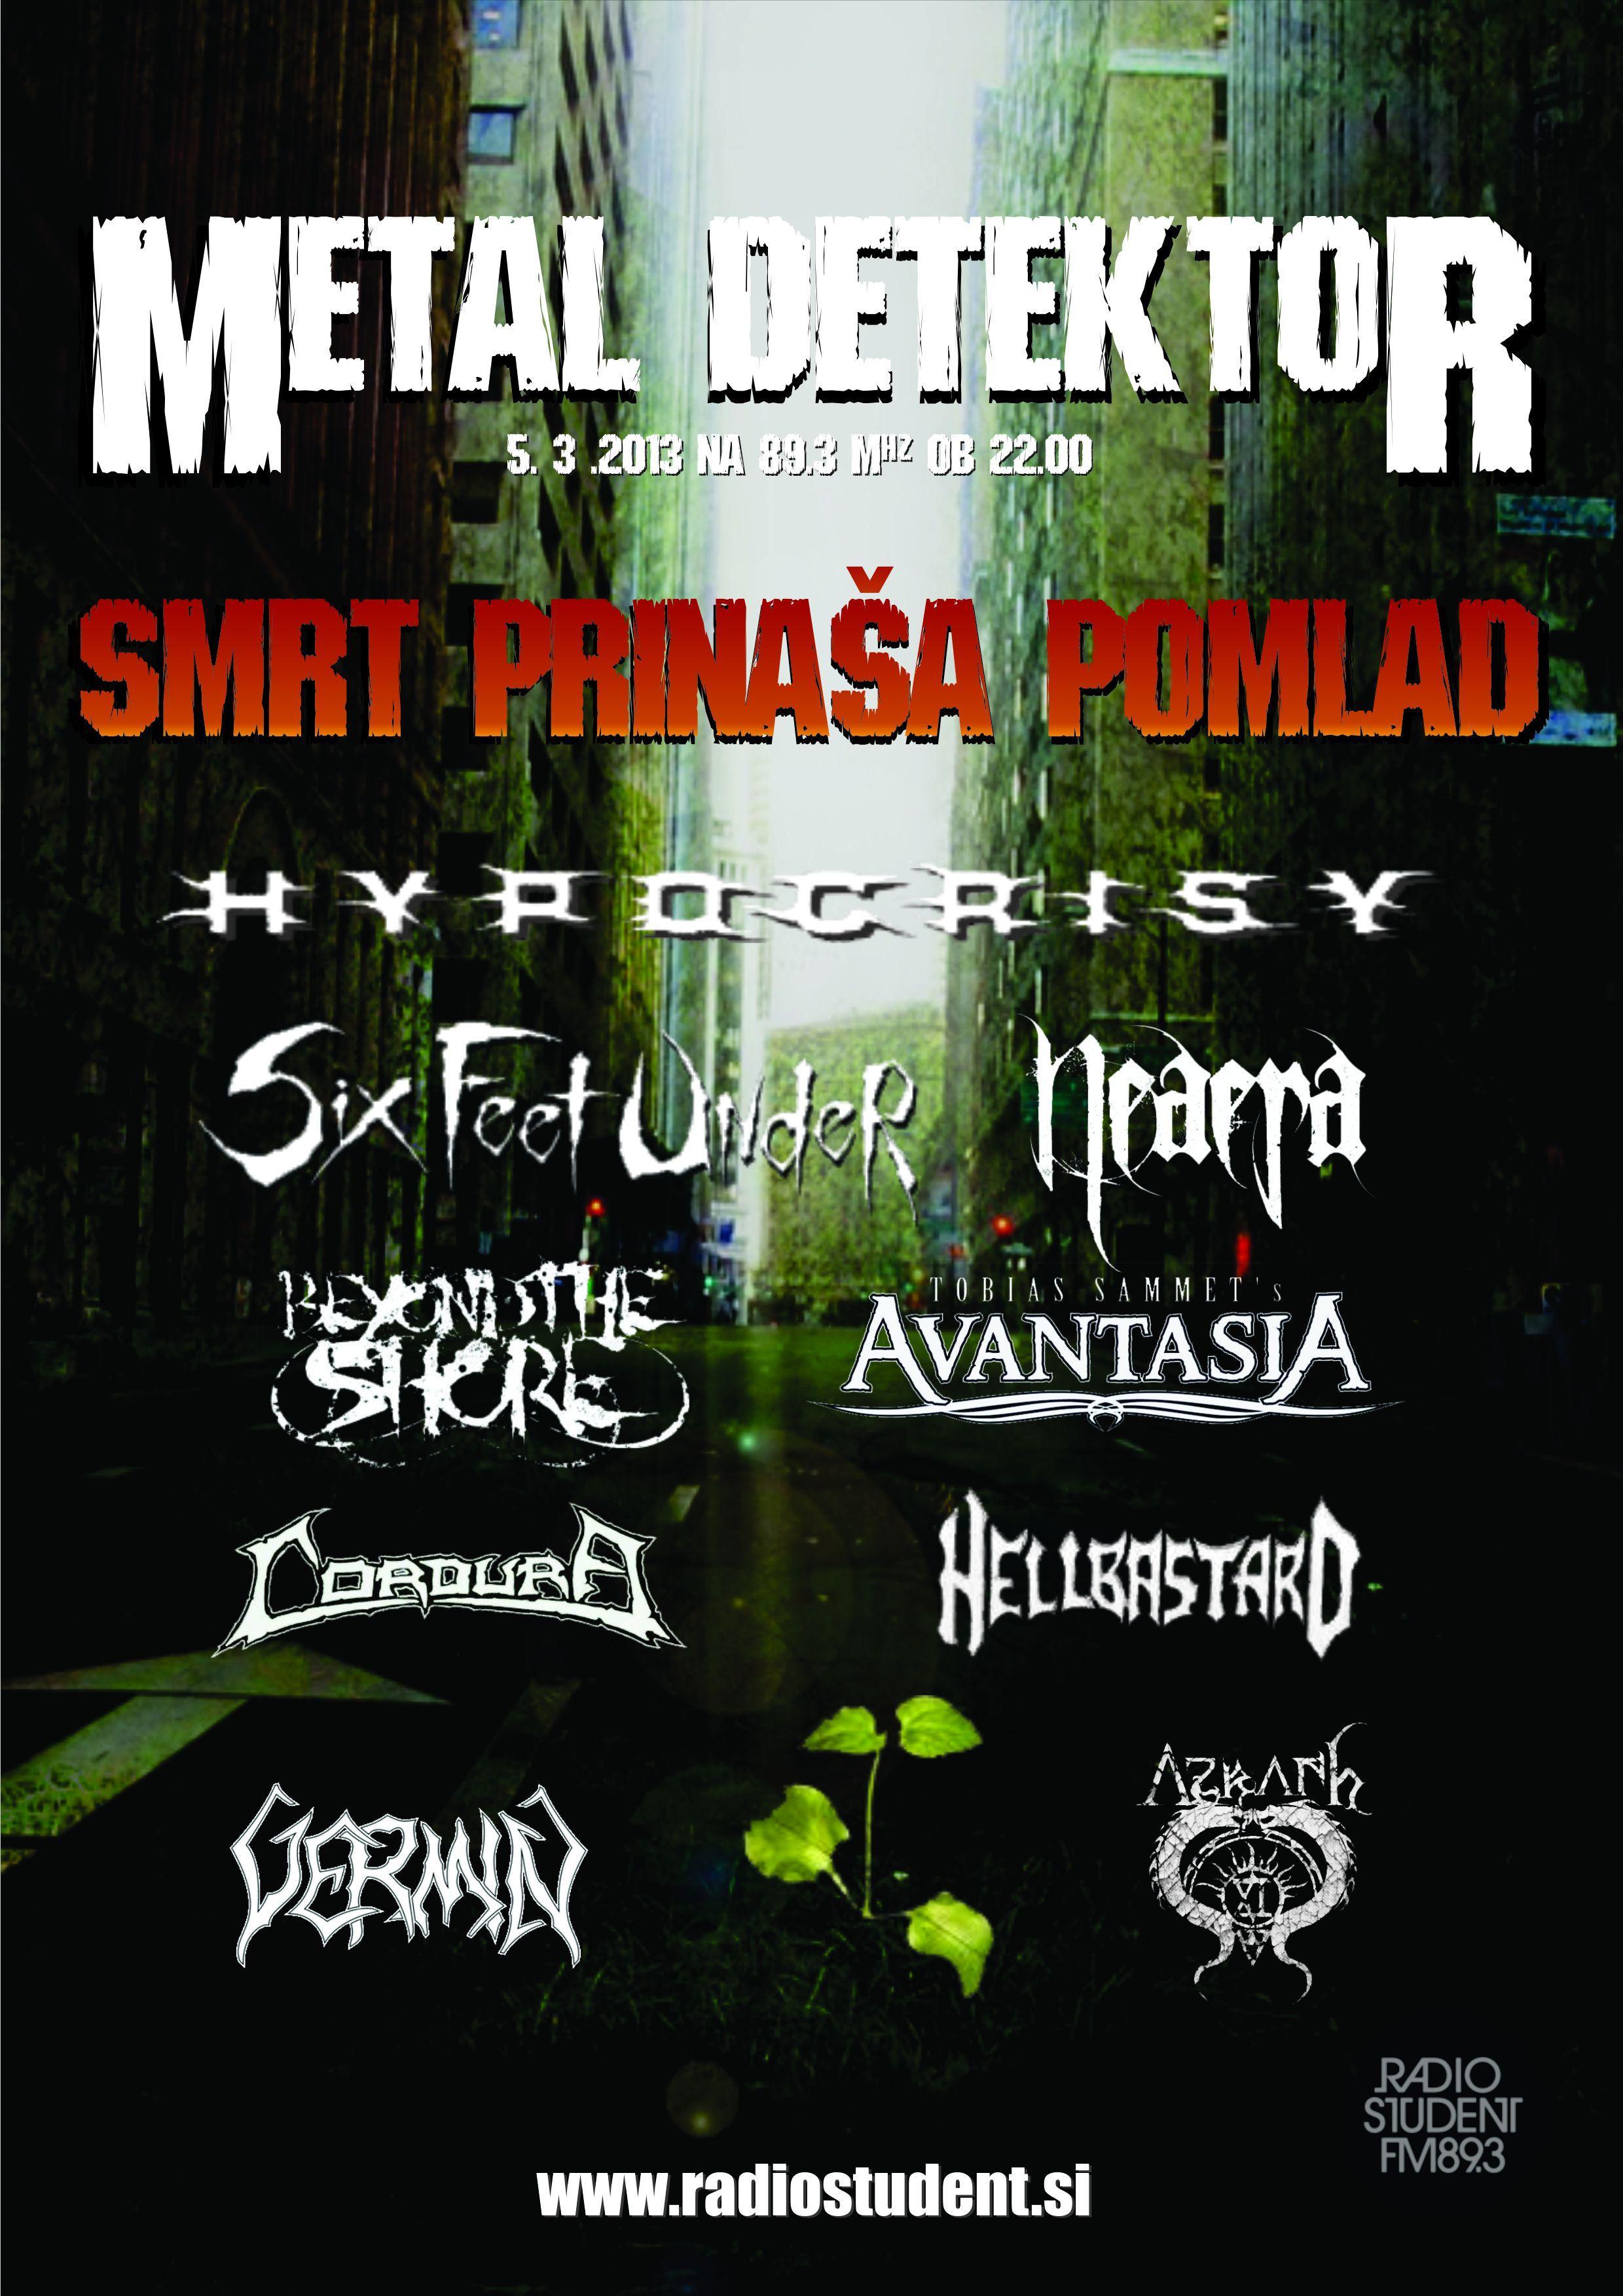 METAL DETEKTOR
5. 3 .2013 NA 89.3 MHZ OB 22.00
SMRT PRINAŠA POMLAD
HYPOCRISY
SIX FEET UNDER
Neaera
BEYOND THE
SHORE
TOBIAS SAMMET's
AVANTASIA
CORDURA
HELLBASTARD
VERMIN
RADIO
STUDENT
FM89.3
www.radiostudent.si